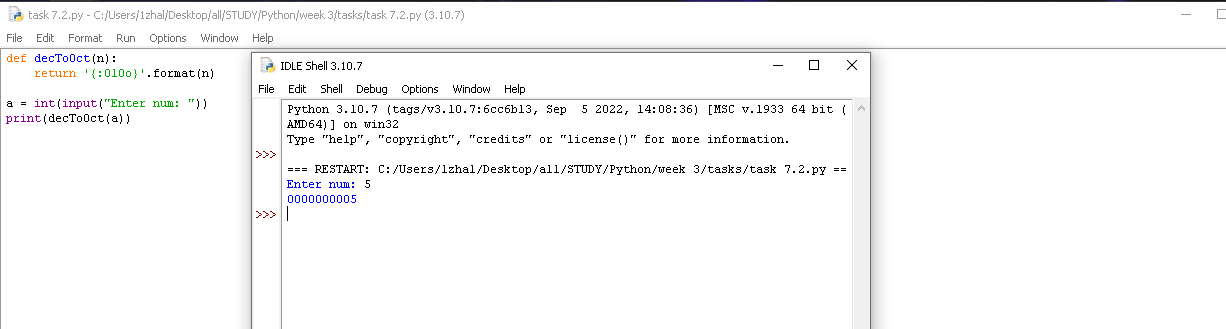 task 7.2.py - C:/Users/1zhal/Desktop/all/STUDY/Python/week 3/tasks/task 7.2.py (3.10.7)
File Edit Format Run Options Window Help
def decToOct(n):
    return '{:010o}'.format(n)
a = int(input("Enter num: "))
print(decToOct(a))
IDLE Shell 3.10.7
File Edit Shell Debug Options Window Help
Python 3.10.7 (tags/v3.10.7:6cc6b13, Sep  5 2022, 14:08:36) [MSC v.1933 64 bit (
AMD64)] on win32
Type "help", "copyright", "credits" or "license()" for more information.
>>>
=== RESTART: C:/Users/1zhal/Desktop/all/STUDY/Python/week 3/tasks/task 7.2.py ==
Enter num: 5
0000000005
>>>